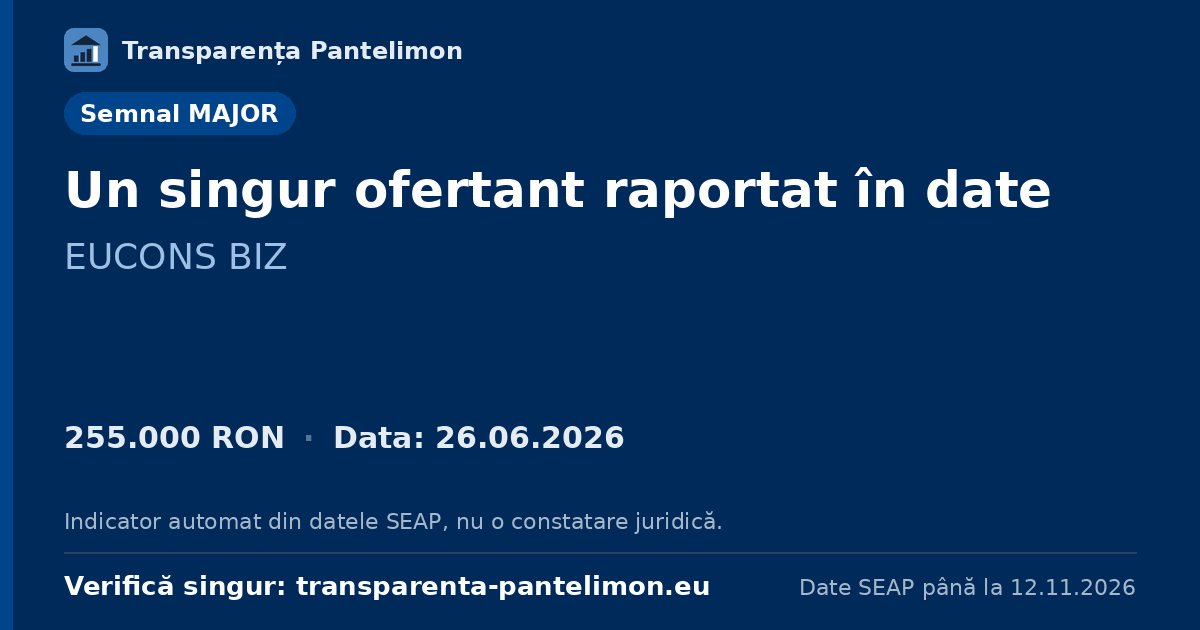 Transparența Pantelimon
Semnal MAJOR
Un singur ofertant raportat în date
EUCONS BIZ
255.000 RON · Data: 26.06.2026
Indicator automat din datele SEAP, nu o constatare juridică.
Verifică singur: transparenta-pantelimon.eu
Date SEAP până la 12.11.2026